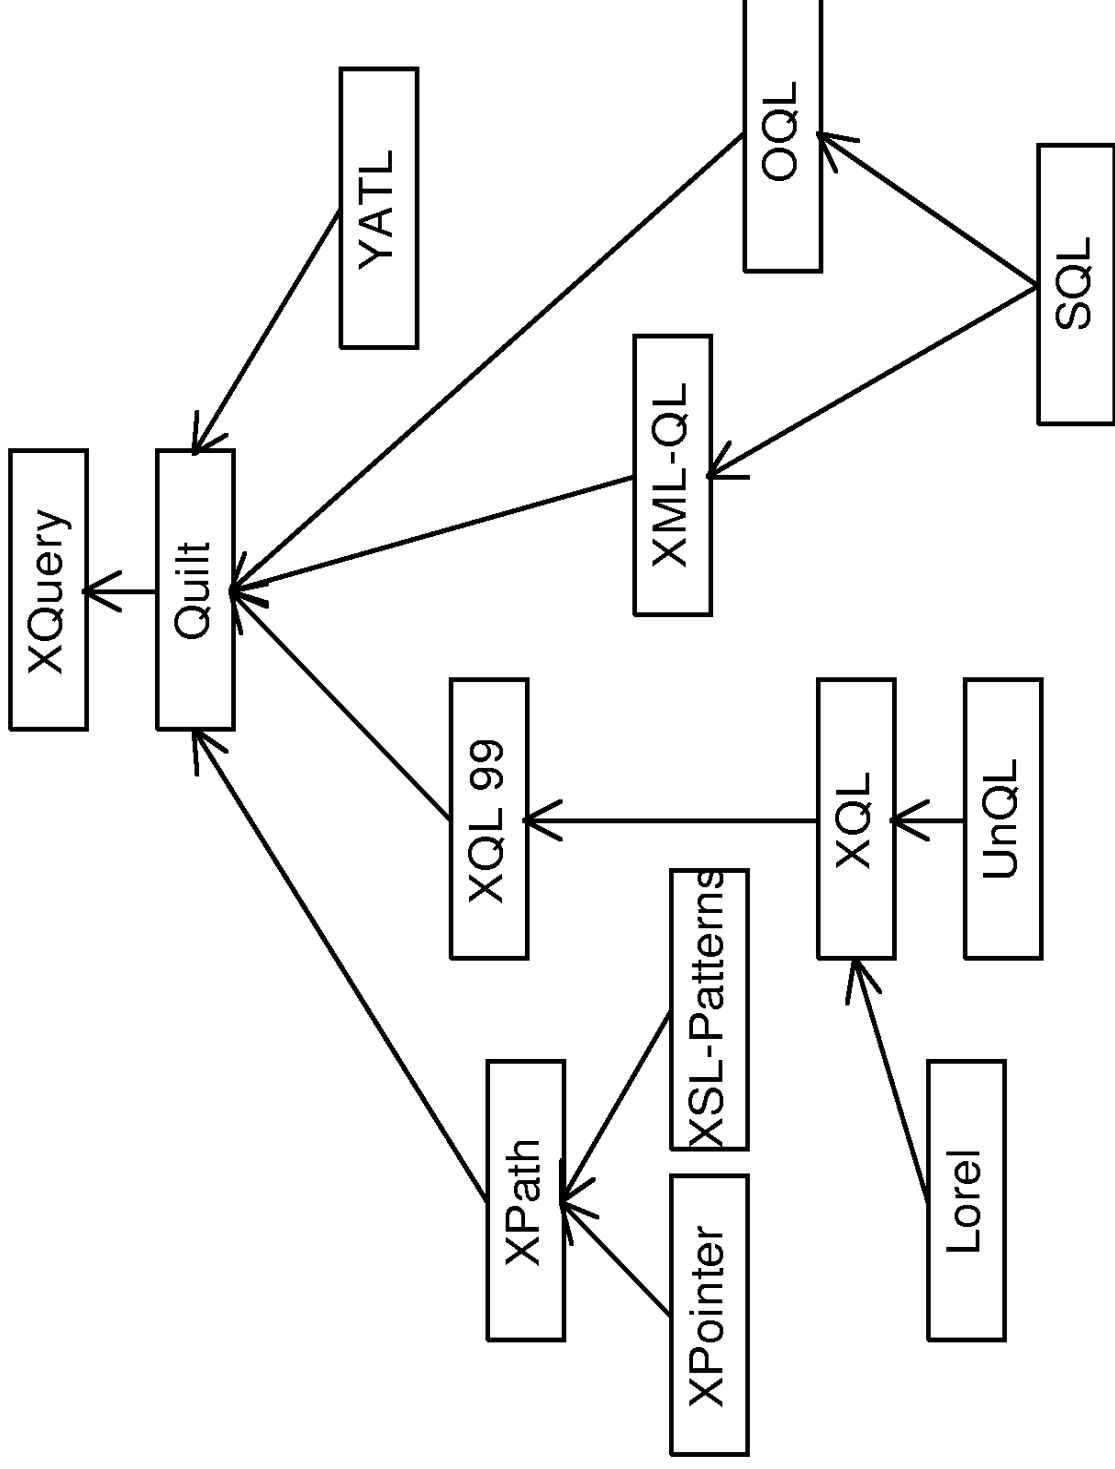 XQuery
Quilt
YATL
XPath
XQL 99
XML-QL
OQL
XPointer
XSL-Patterns
XQL
Lorel
UnQL
SQL